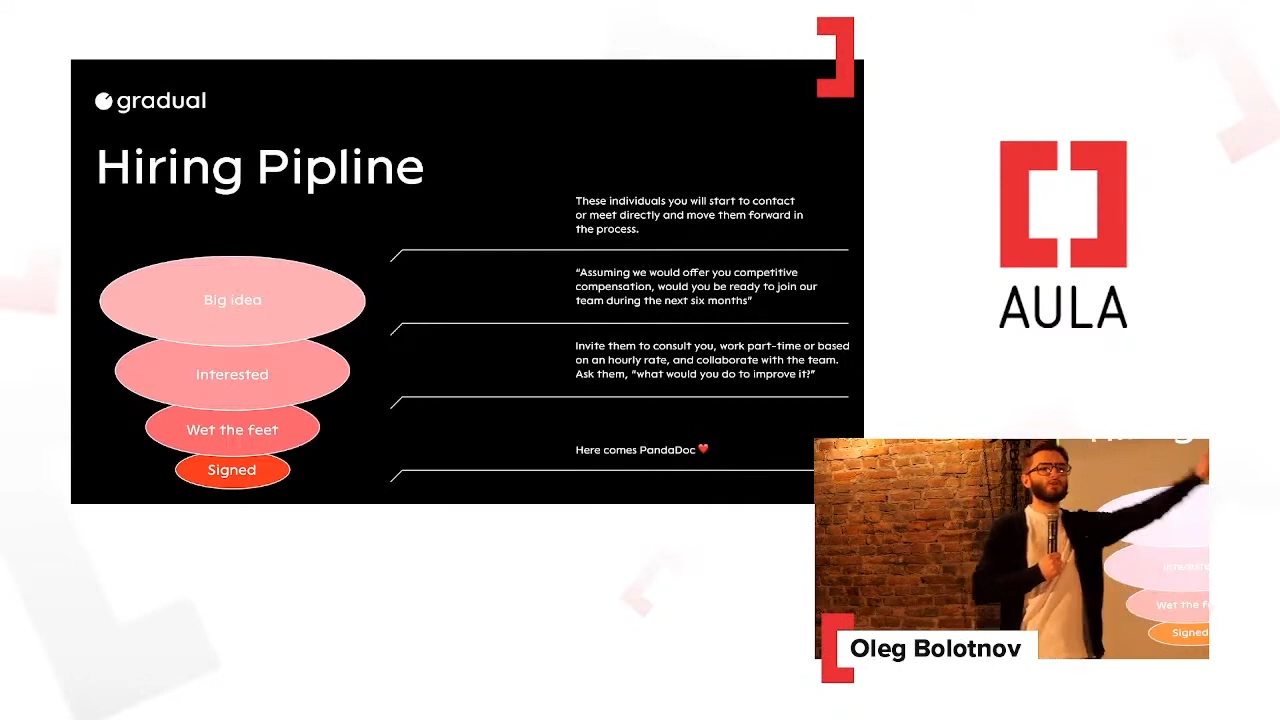 gradual
Hiring Pipline
These individuals you will start to contact
or meet directly and move them forward in
the process.
Big idea
“Assuming we would offer you competitive
compensation, would you be ready to join our
team during the next six months”
Interested
Invite them to consult you, work part-time or based
on an hourly rate, and collaborate with the team.
Ask them, "what would you do to improve it?"
Wet the feet
Here comes PandaDoc ❤️
Signed
AULA
Wet the f
Signed
Oleg Bolotnov